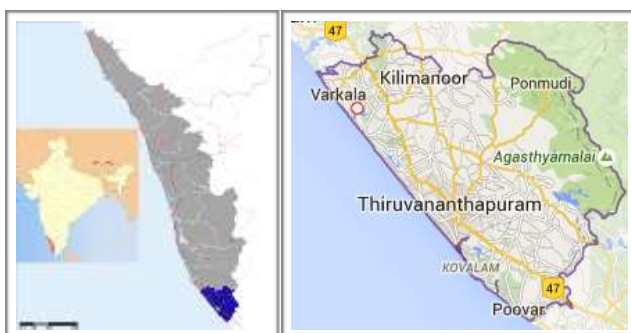 47
Kilimanoor
Ponmudi
Varkala
Agasthyamalai
Thiruvananthapuram
KOVALAM
47
Poovar